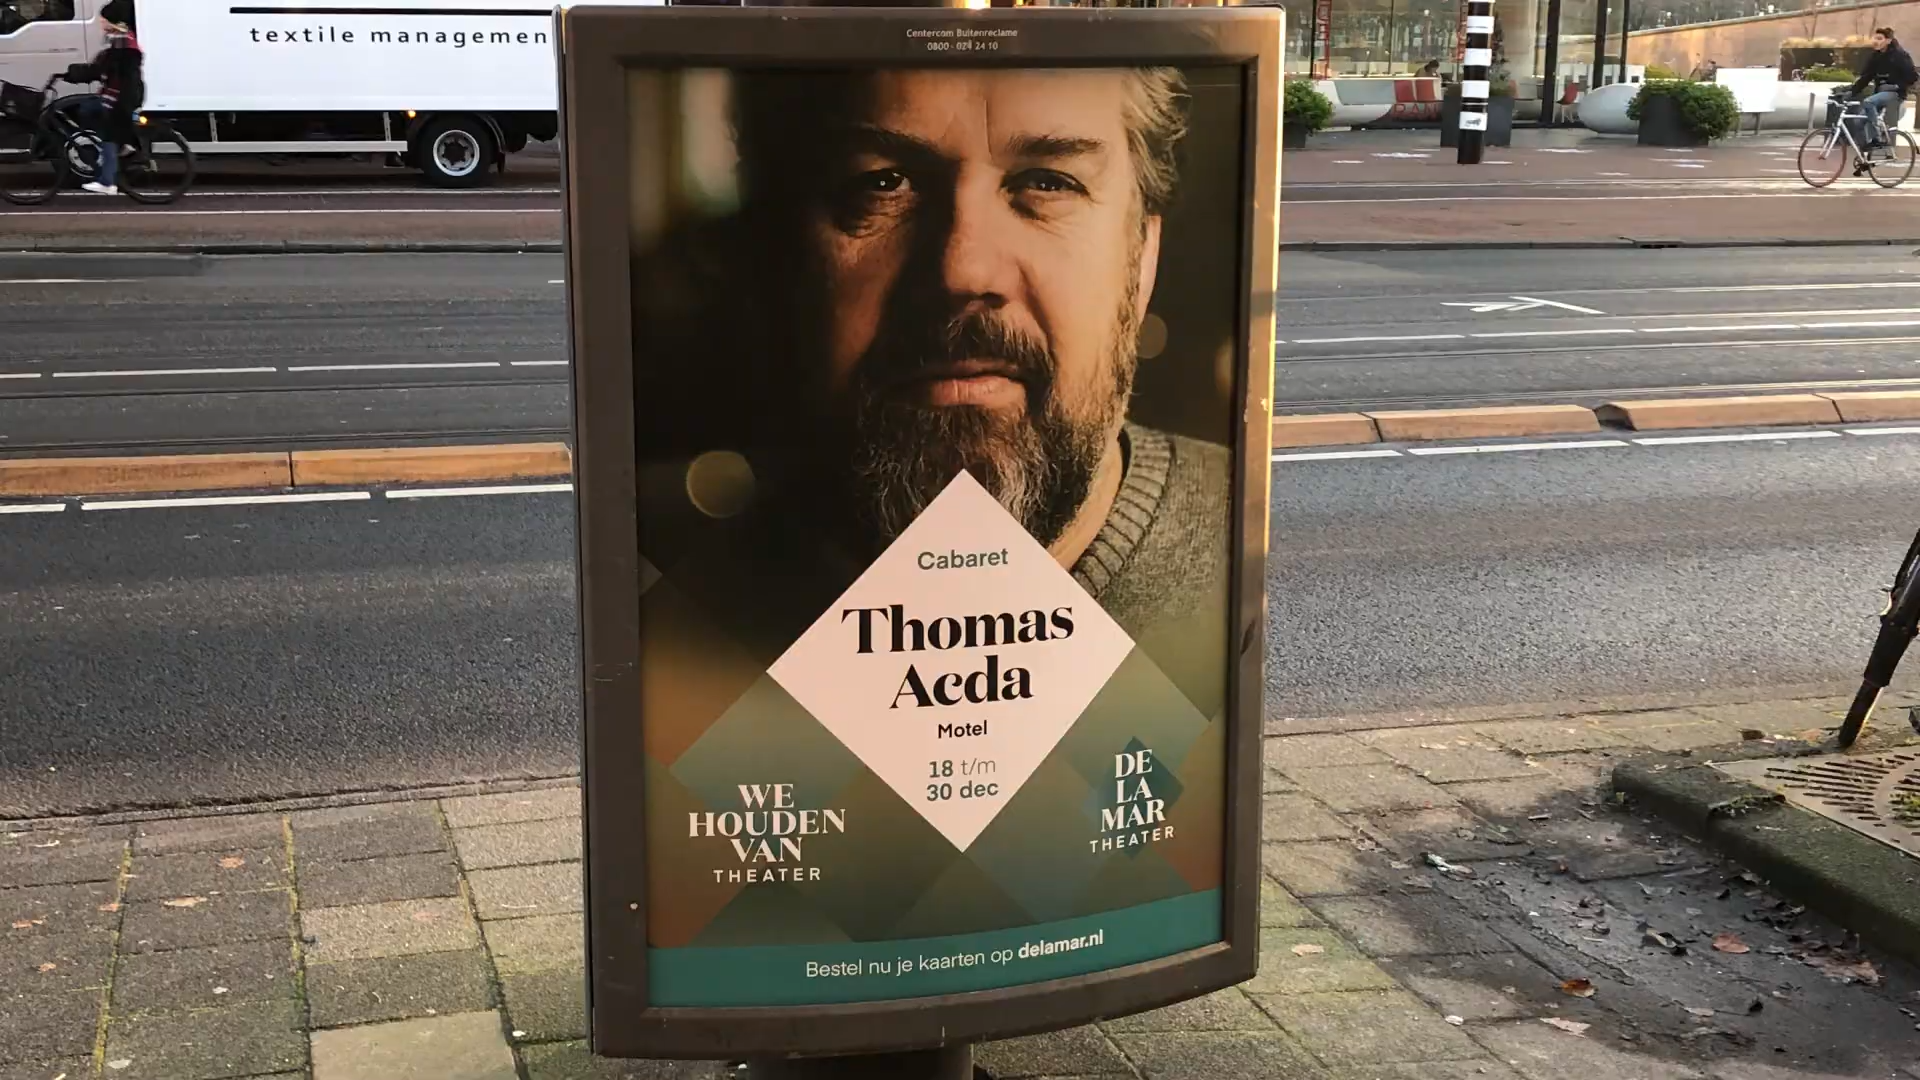 textile managemen
Centercom Buitenreclame
0800 - 024 24 10
Cabaret
Thomas
Acda
Motel
18 t/m
30 dec
WE
HOUDEN
VAN
THEATER
DE
LA
MAR
THEATER
Bestel nu je kaarten op delamar.nl